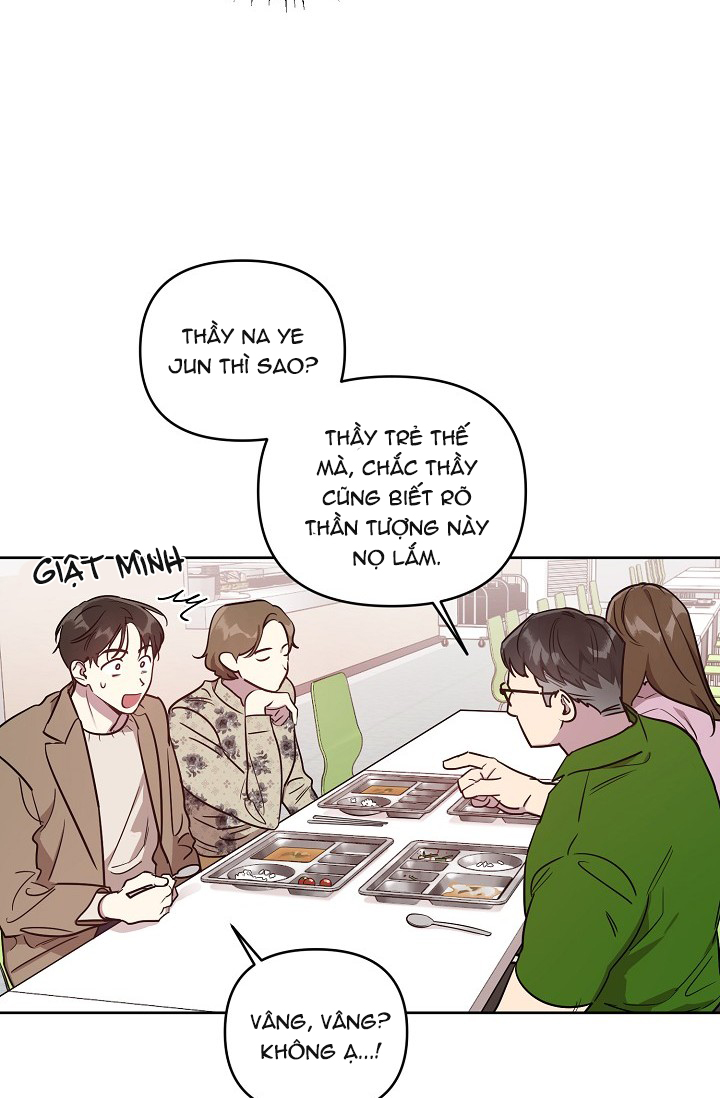 THẦY NA YE
JUN THÌ SAO?
THẦY TRẺ THẾ
MÀ, CHẮC THẦY
CŨNG BIẾT RÕ
THẦN TƯỢNG NÀY
NỌ LẮM.
GIẬT MÌNH
VÂNG, VÂNG?
KHÔNG Ạ...!